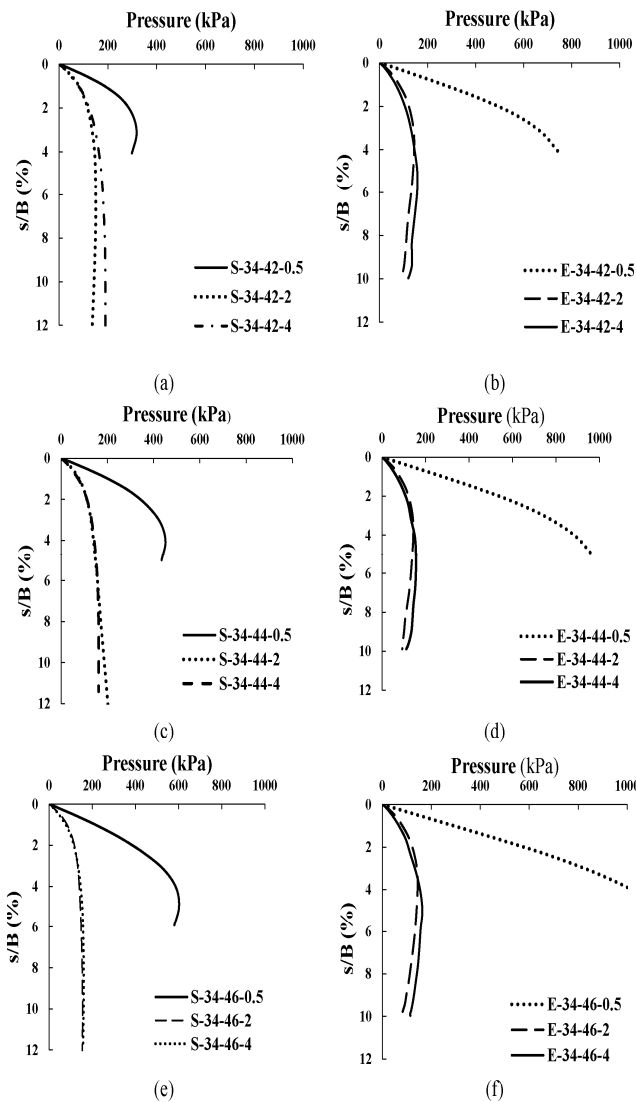 Pressure (kPa)
0 200 400 600 800 1000
0
2
4
6
8
10
12
s/B (%)
S-34-42-0.5
S-34-42-2
S-34-42-4
(a)
Pressure (kPa)
0 200 400 600 800 1000
0
2
4
6
8
10
12
s/B (%)
E-34-42-0.5
E-34-42-2
E-34-42-4
(b)
Pressure (kPa)
0 200 400 600 800 1000
0
2
4
6
8
10
12
s/B (%)
S-34-44-0.5
S-34-44-2
S-34-44-4
(c)
Pressure (kPa)
0 200 400 600 800 1000
0
2
4
6
8
10
12
s/B (%)
E-34-44-0.5
E-34-44-2
E-34-44-4
(d)
Pressure (kPa)
0 200 400 600 800 1000
0
2
4
6
8
10
12
s/B (%)
S-34-46-0.5
S-34-46-2
S-34-46-4
(e)
Pressure (kPa)
0 200 400 600 800 1000
0
2
4
6
8
10
12
s/B (%)
E-34-46-0.5
E-34-46-2
E-34-46-4
(f)